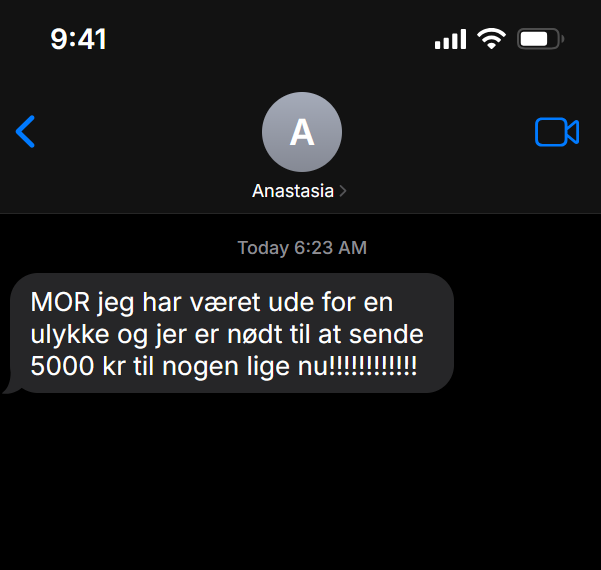 9:41
A
Anastasia
Today 6:23 AM
MOR jeg har været ude for en
ulykke og jer er nødt til at sende
5000 kr til nogen lige nu!!!!!!!!!!!!